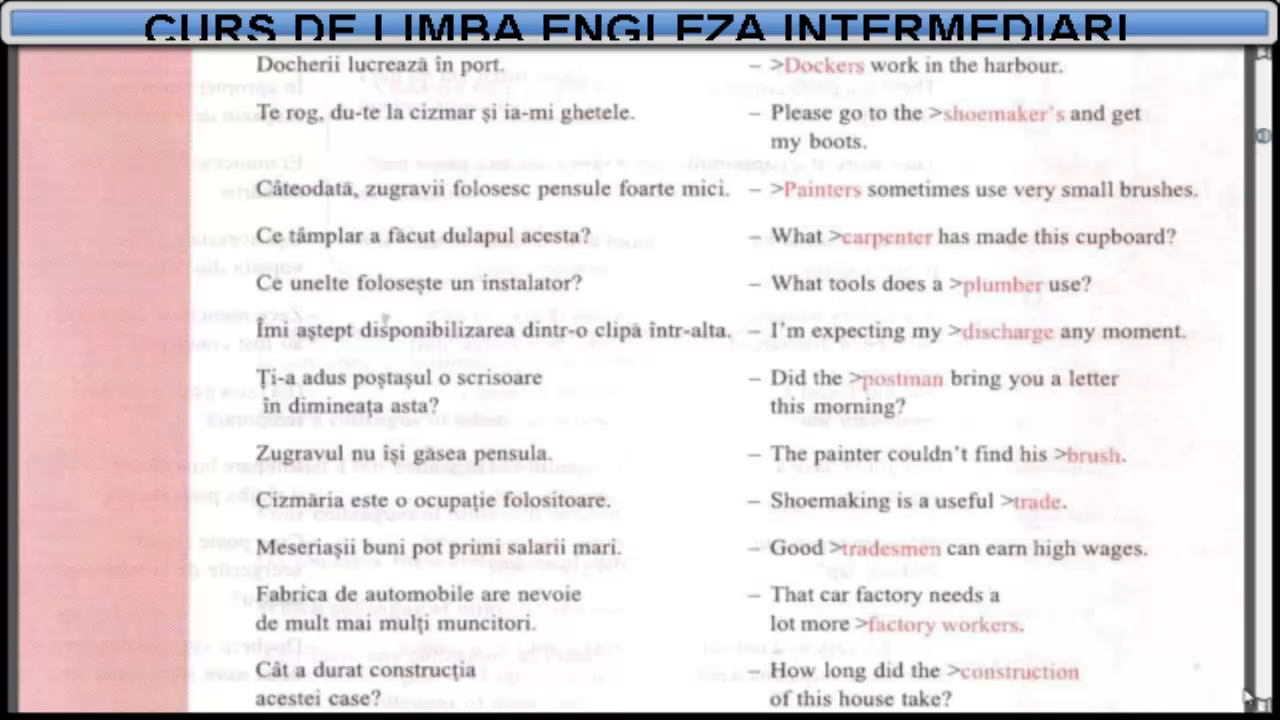 CURS DE LIMBA ENGLEZA INTERMEDIARI
Docherii lucrează în port. – >Dockers work in the harbour.
Te rog, du-te la cizmar și ia-mi ghetele. – Please go to the >shoemaker's and get
my boots.
Câteodată, zugravii folosesc pensule foarte mici. – >Painters sometimes use very small brushes.
Ce tâmplar a făcut dulapul acesta? – What >carpenter has made this cupboard?
Ce unelte folosește un instalator? – What tools does a >plumber use?
Îmi aștept disponibilizarea dintr-o clipă într-alta. – I'm expecting my >discharge any moment.
Ți-a adus poștașul o scrisoare – Did the >postman bring you a letter
în dimineața asta? this morning?
Zugravul nu își găsea pensula. – The painter couldn't find his >brush.
Cizmăria este o ocupație folositoare. – Shoemaking is a useful >trade.
Meseriașii buni pot primi salarii mari. – Good >tradesmen can earn high wages.
Fabrica de automobile are nevoie – That car factory needs a
de mult mai mulți muncitori. lot more >factory workers.
Cât a durat construcția – How long did the >construction
acestei case? of this house take?